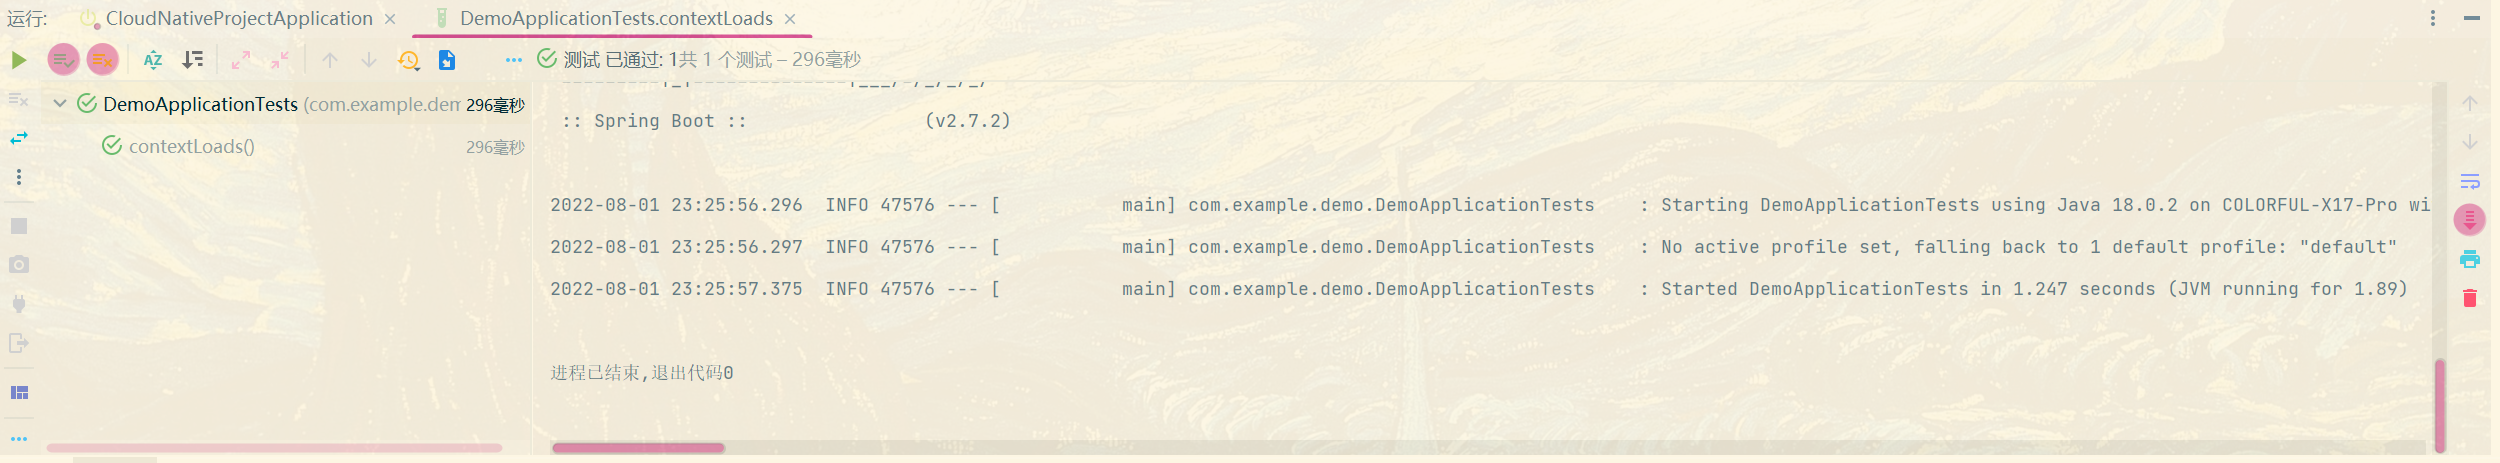 运行: CloudNativeProjectApplication DemoApplicationTests.contextLoads
测试 已通过: 1共 1 个测试 – 296毫秒
DemoApplicationTests (com.example.dem 296毫秒
contextLoads() 296毫秒
:: Spring Boot :: (v2.7.2)
2022-08-01 23:25:56.296  INFO 47576 --- [           main] com.example.demo.DemoApplicationTests    : Starting DemoApplicationTests using Java 18.0.2 on COLORFUL-X17-Pro wi
2022-08-01 23:25:56.297  INFO 47576 --- [           main] com.example.demo.DemoApplicationTests    : No active profile set, falling back to 1 default profile: "default"
2022-08-01 23:25:57.375  INFO 47576 --- [           main] com.example.demo.DemoApplicationTests    : Started DemoApplicationTests in 1.247 seconds (JVM running for 1.89)
进程已结束,退出代码0